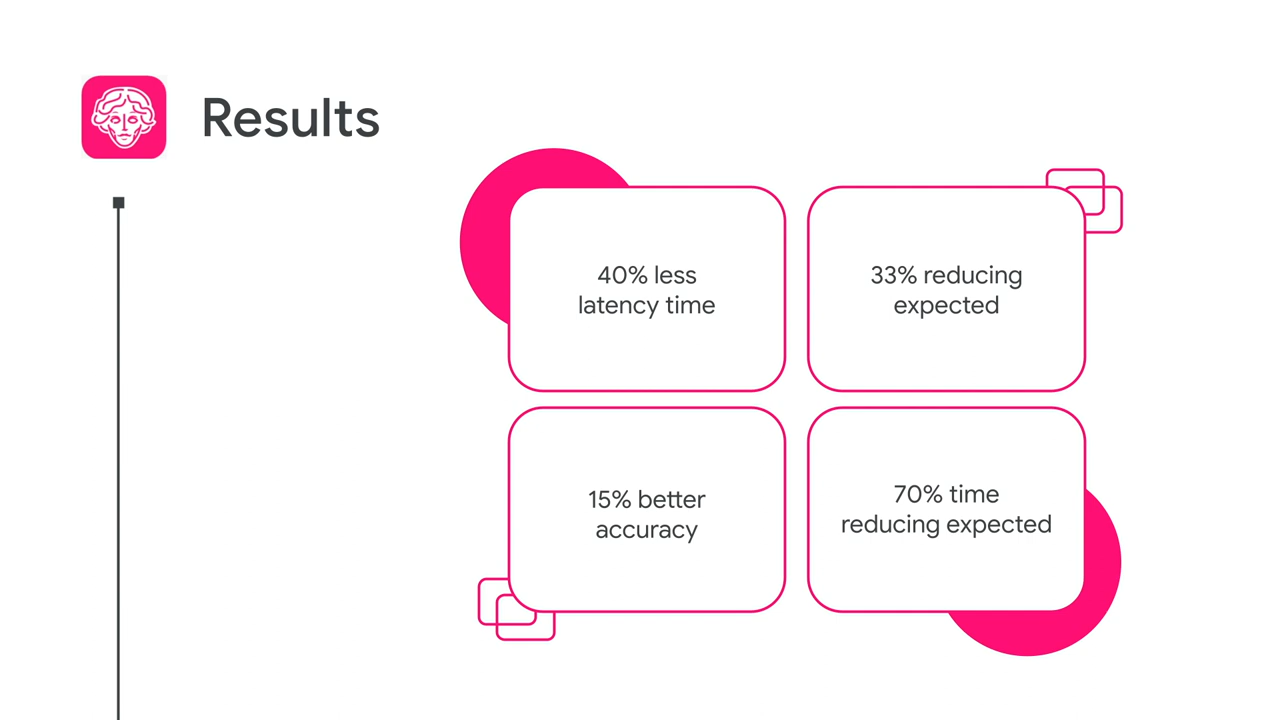 Results
40% less
latency time
33% reducing
expected
15% better
accuracy
70% time
reducing expected